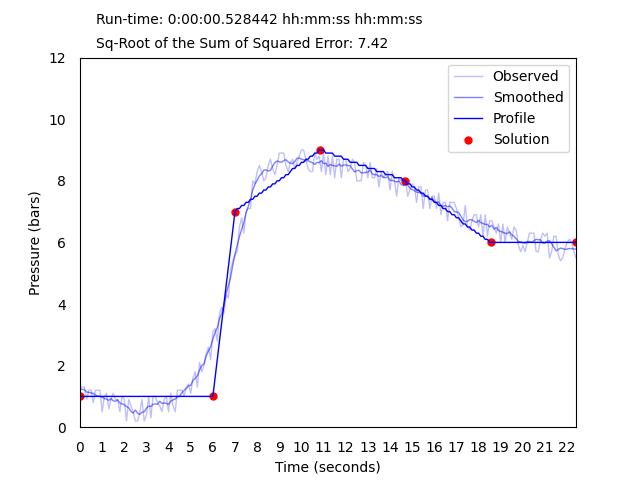 Run-time: 0:00:00.528442 hh:mm:ss hh:mm:ss
Sq-Root of the Sum of Squared Error: 7.42
Observed
Smoothed
Profile
Solution
Pressure (bars)
12
10
8
6
4
2
0
0 1 2 3 4 5 6 7 8 9 10 11 12 13 14 15 16 17 18 19 20 21 22
Time (seconds)